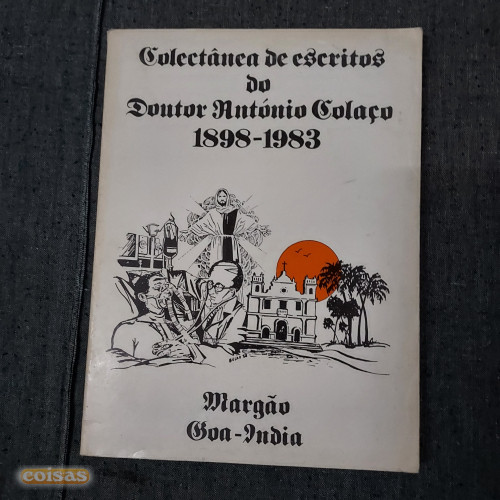 Colectânea de escritos
do
Doutor António Colaço
1898-1983
Margão
Goa-India
coisas